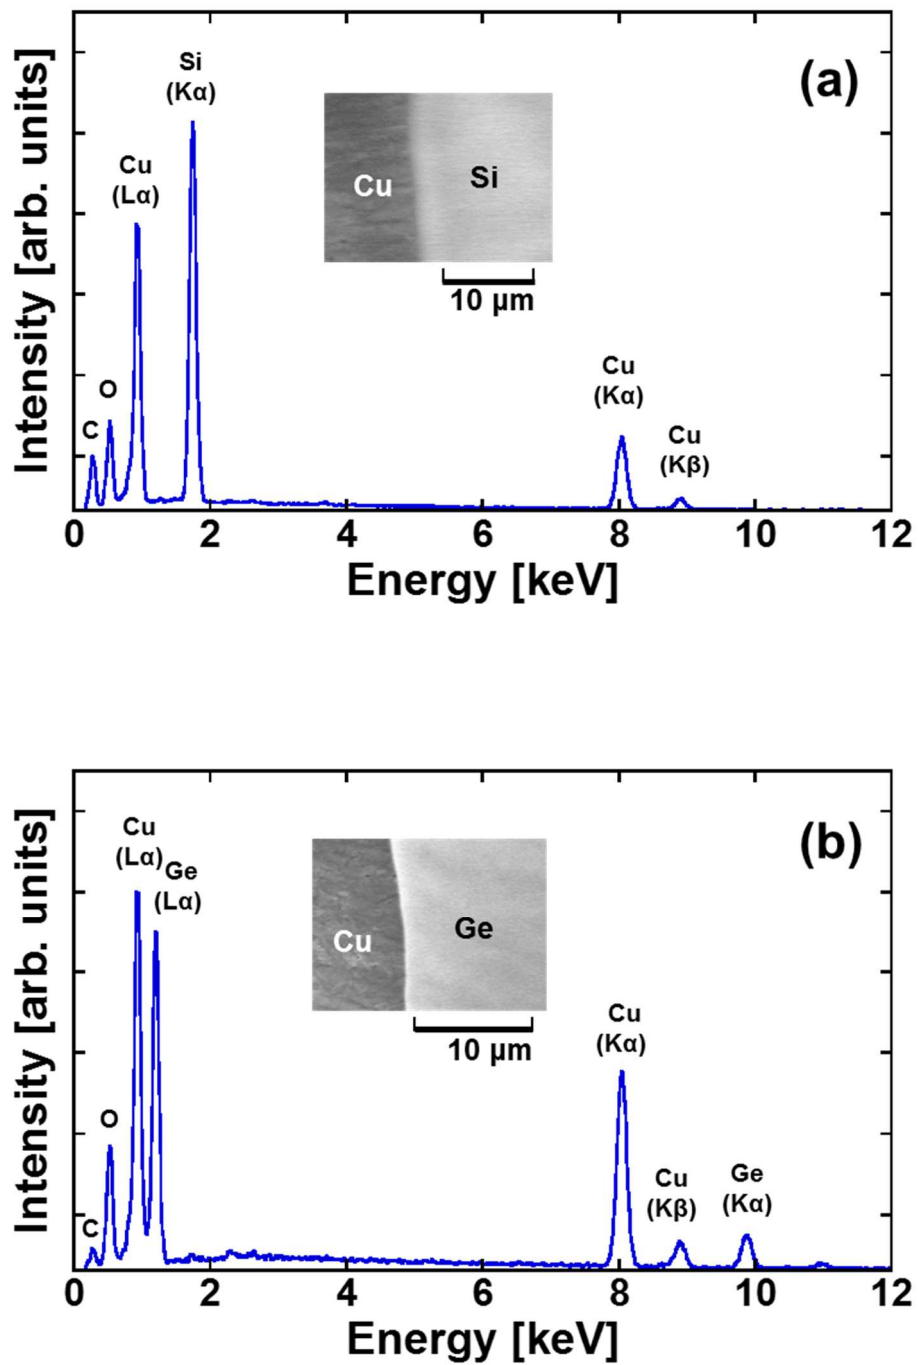 (a)
Si
(Kα)
Cu
(Lα)
Cu
Si
10 μm
O
C
Cu
(Kα)
Cu
(Kβ)
Intensity [arb. units]
0 2 4 6 8 10 12
Energy [keV]
(b)
Cu
(Lα)
Ge
(Lα)
Cu
Ge
10 μm
O
C
Cu
(Kα)
Cu
(Kβ)
Ge
(Kα)
Intensity [arb. units]
0 2 4 6 8 10 12
Energy [keV]